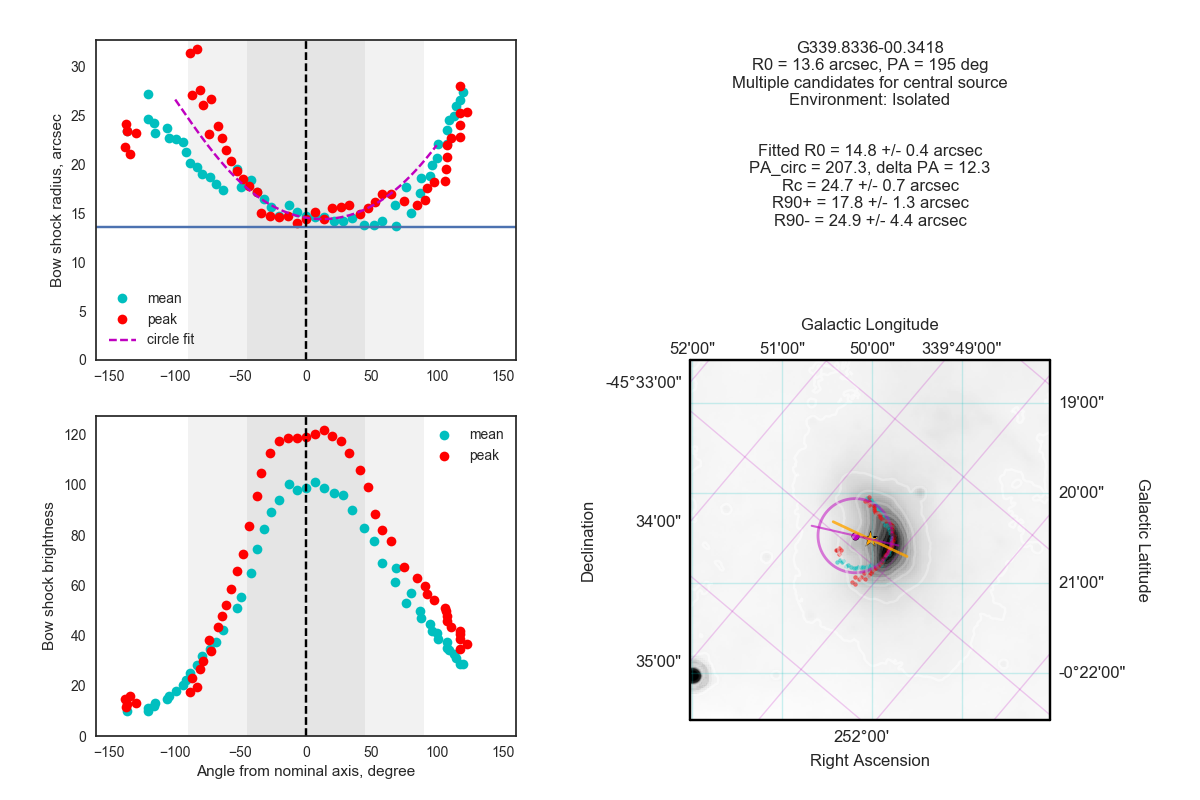 Bow shock radius, arcsec
30
25
20
15
10
5
0
mean
peak
circle fit
−150
−100
−50
0
50
100
150
Bow shock brightness
120
100
80
60
40
20
0
mean
peak
−150
−100
−50
0
50
100
150
Angle from nominal axis, degree
G339.8336-00.3418
R0 = 13.6 arcsec, PA = 195 deg
Multiple candidates for central source
Environment: Isolated
Fitted R0 = 14.8 +/- 0.4 arcsec
PA_circ = 207.3, delta PA = 12.3
Rc = 24.7 +/- 0.7 arcsec
R90+ = 17.8 +/- 1.3 arcsec
R90- = 24.9 +/- 4.4 arcsec
Galactic Longitude
52'00"
51'00"
50'00"
339°49'00"
-45°33'00"
34'00"
35'00"
Declination
19'00"
20'00"
21'00"
-0°22'00"
Galactic Latitude
252°00'
Right Ascension